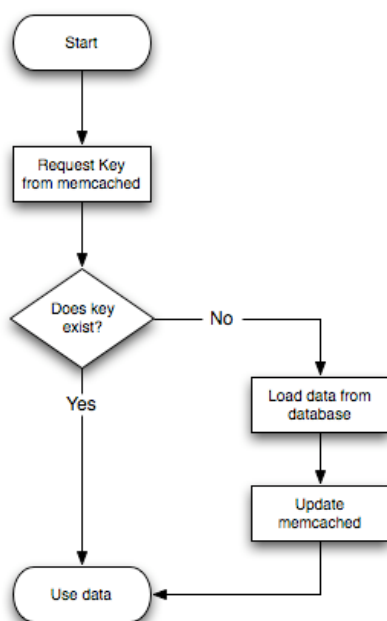 Start
Request Key
from memcached
Does key
exist?
No
Yes
Load data from
database
Update
memcached
Use data